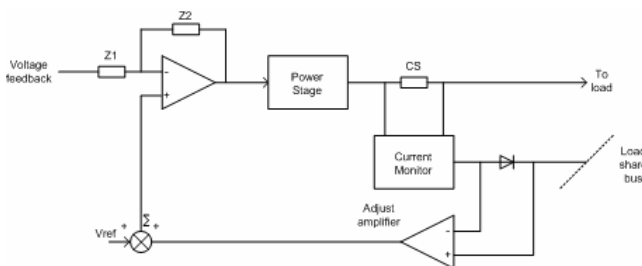 Z2
Z1
Voltage
feedback
-
+
Power
Stage
CS
To
load
Current
Monitor
Load
share
bus
Adjust
amplifier
-
+
Vref
+
Σ
+